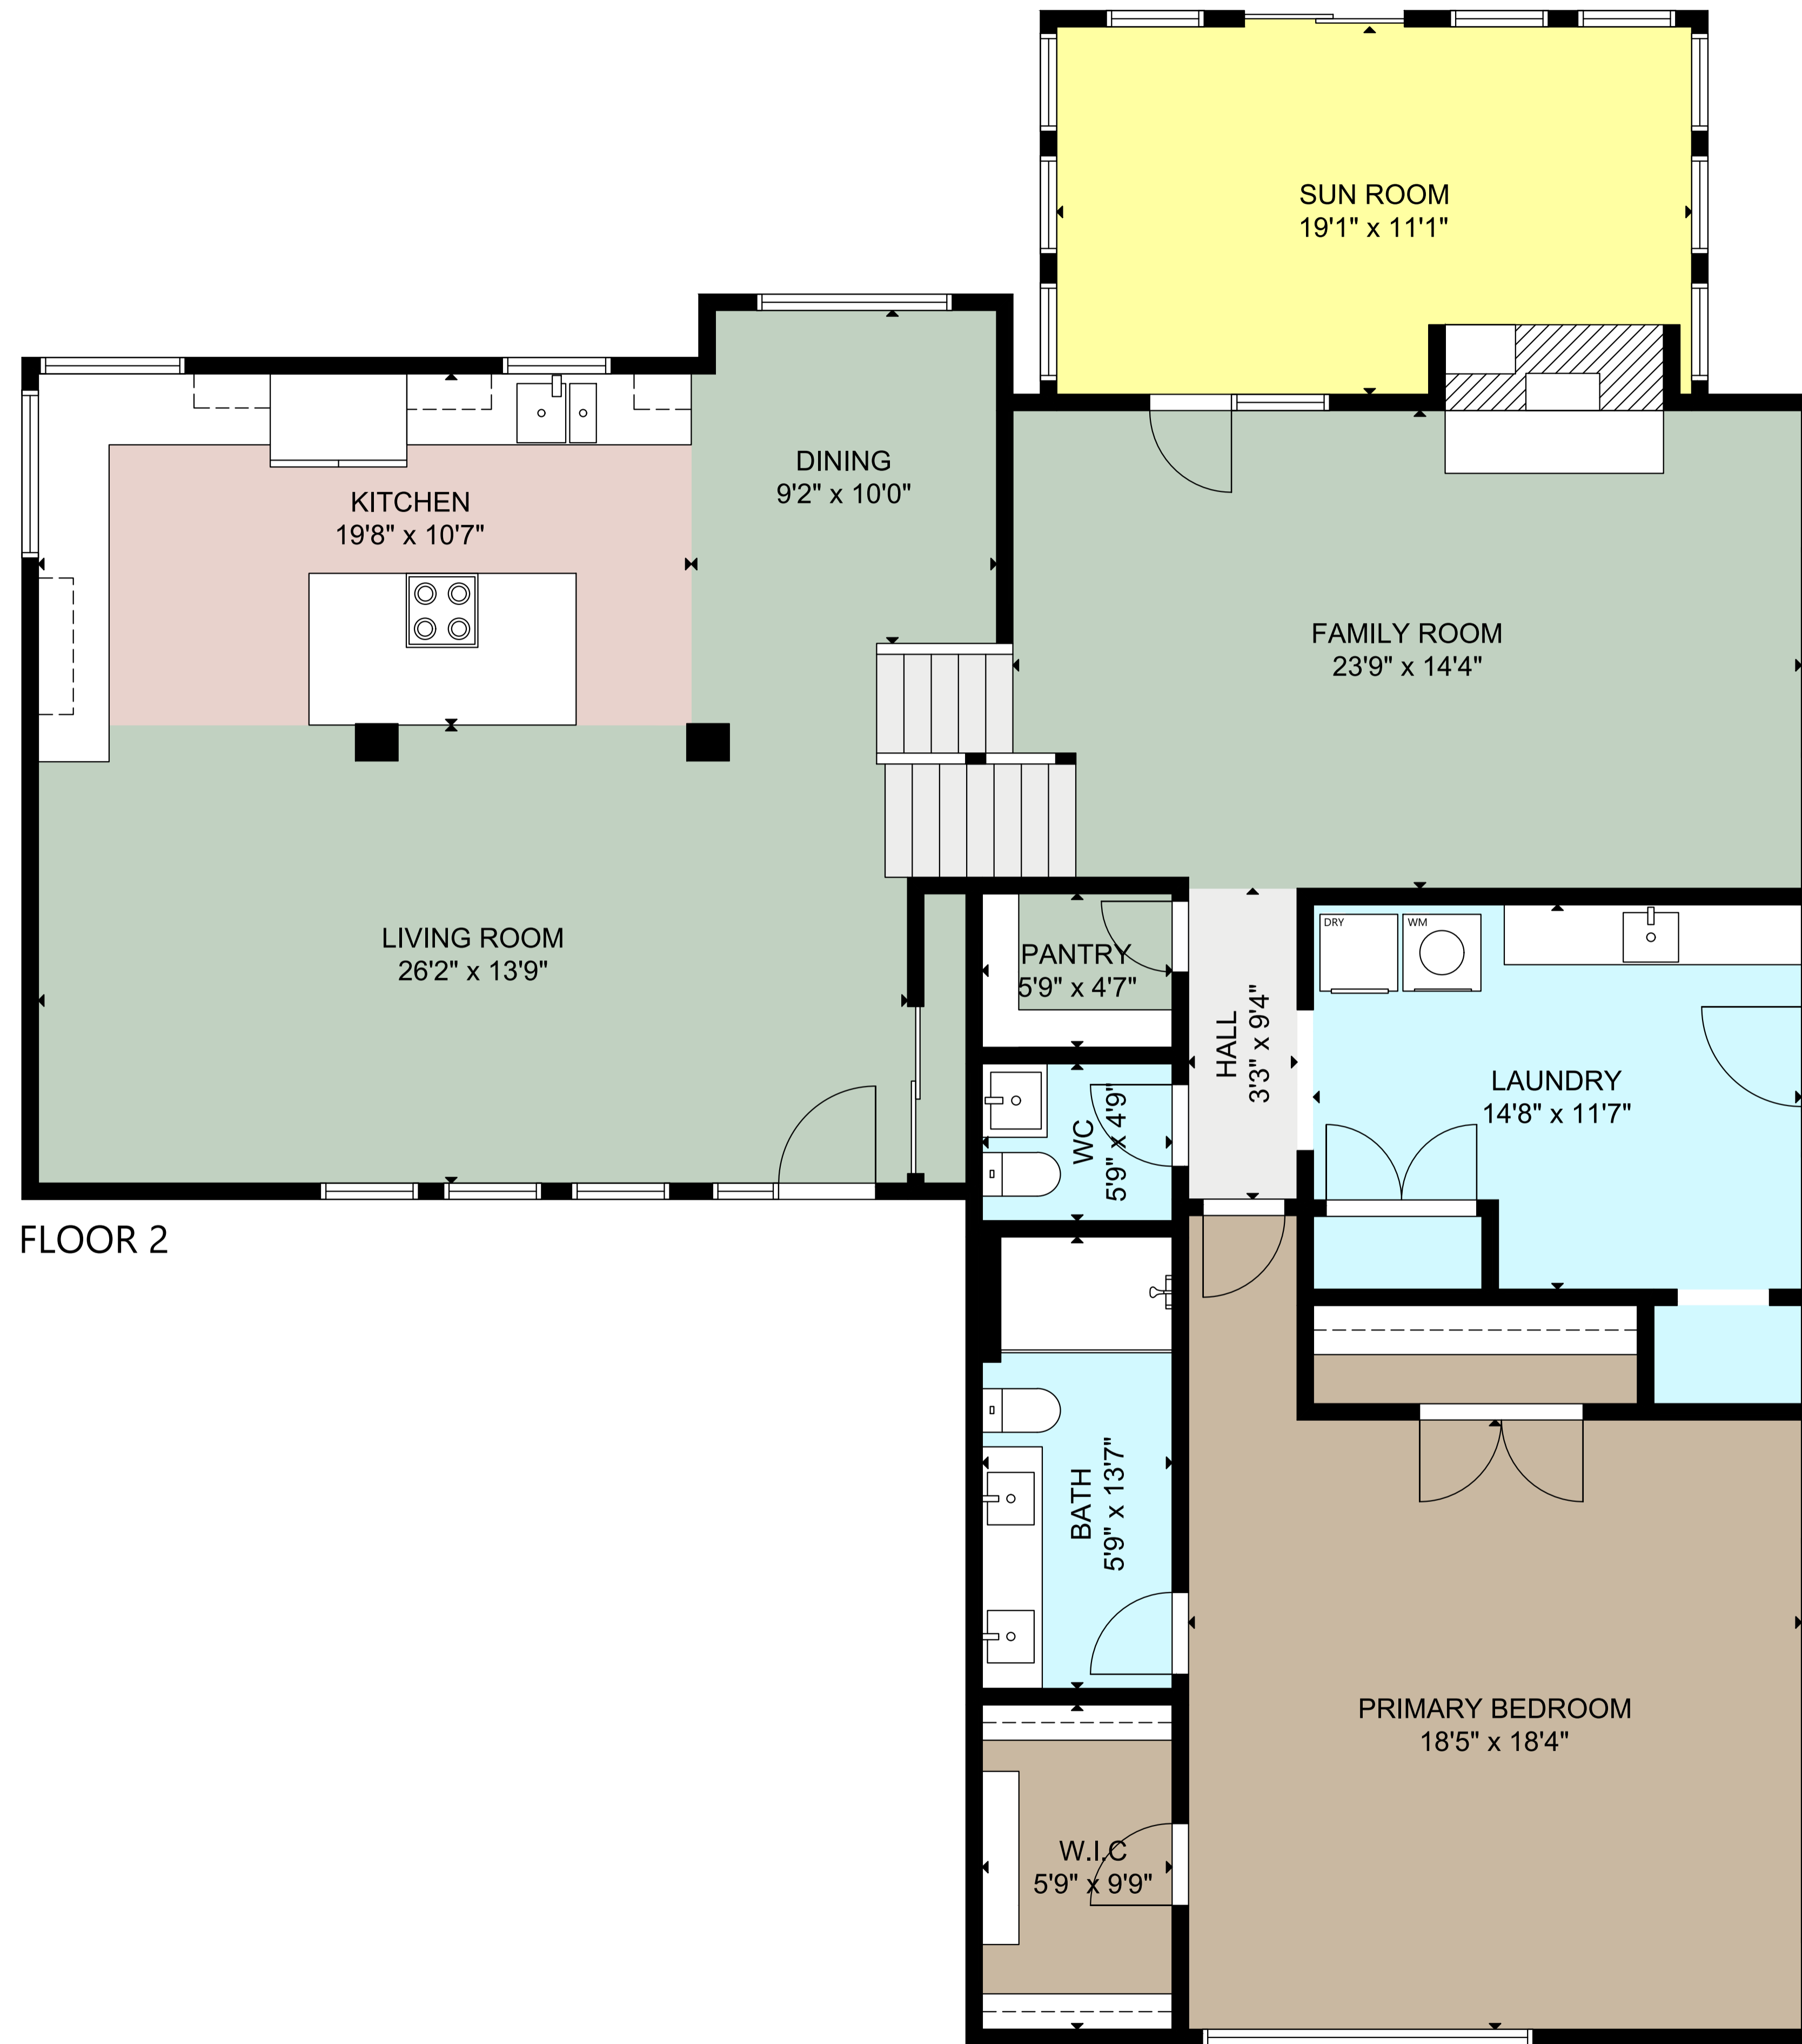 SUN ROOM
19'1" x 11'1"
DINING
9'2" x 10'0"
KITCHEN
19'8" x 10'7"
FAMILY ROOM
23'9" x 14'4"
LIVING ROOM
26'2" x 13'9"
PANTRY
5'9" x 4'7"
DRY
WM
HALL
3'3" x 9'4"
LAUNDRY
14'8" x 11'7"
WC
5'9" x 4'9"
FLOOR 2
BATH
5'9" x 13'7"
PRIMARY BEDROOM
18'5" x 18'4"
W.I.C
5'9" x 9'9"